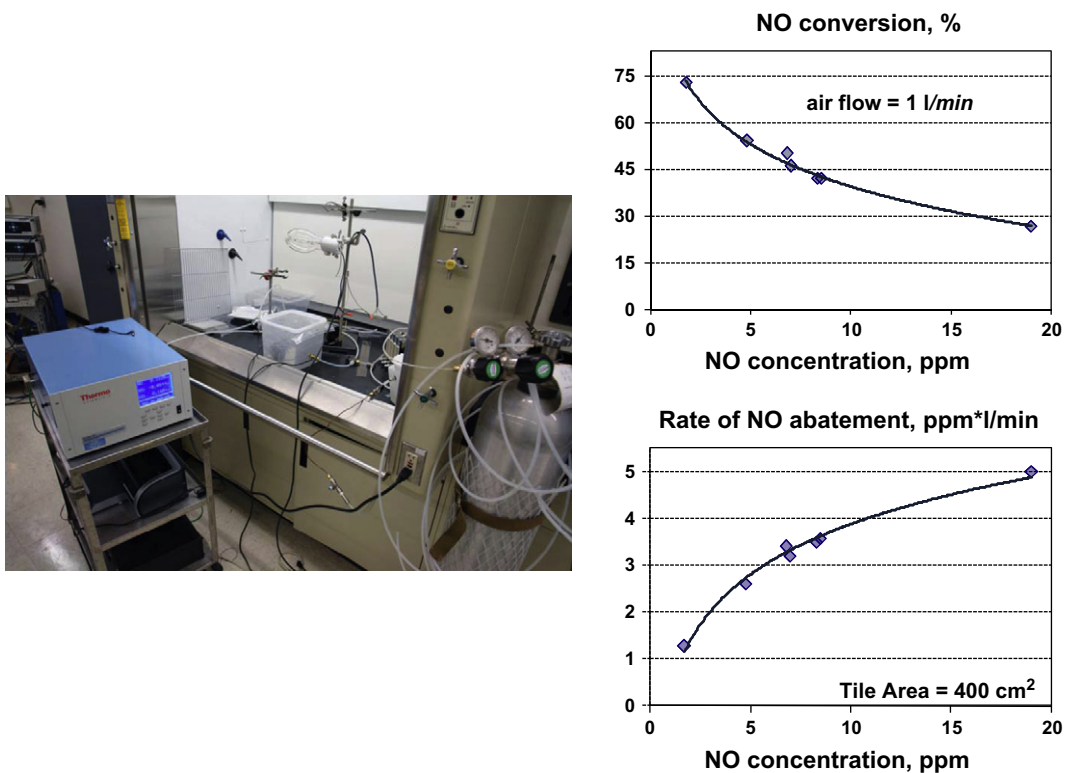 NO conversion, %
75
60
45
30
15
0
air flow = 1 l/min
0 5 10 15 20
NO concentration, ppm
Thermo
Rate of NO abatement, ppm*l/min
5
4
3
2
1
0
Tile Area = 400 cm²
0 5 10 15 20
NO concentration, ppm